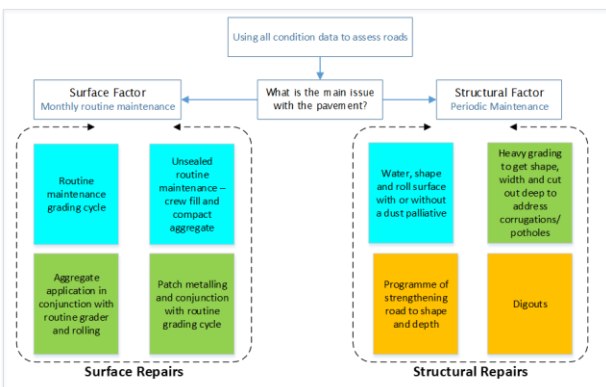 Using all condition data to assess roads
Surface Factor
Monthly routine maintenance
What is the main issue
with the pavement?
Structural Factor
Periodic Maintenance
Routine
maintenance
grading cycle
Unsealed
routine
maintenance –
crew fill and
compact
aggregate
Water, shape
and roll surface
with or without
a dust palliative
Heavy grading
to get shape,
width and cut
out deep to
address
corrugations/
potholes
Aggregate
application in
conjunction with
routine grader
and rolling
Patch metalling
and conjunction
with routine
grading cycle
Programme of
strengthening
road to shape
and depth
Digouts
Surface Repairs
Structural Repairs